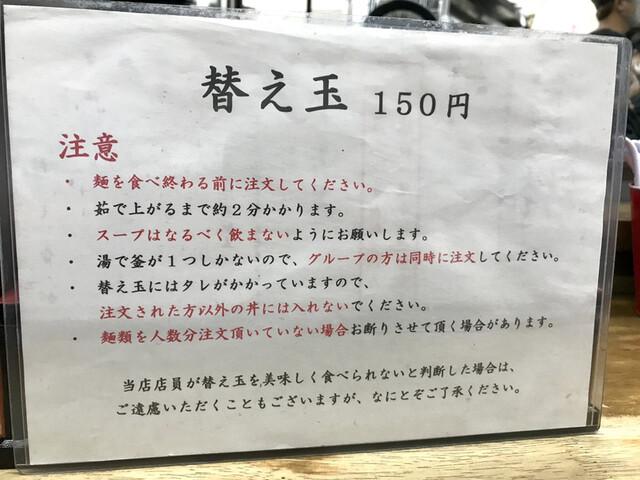 替え玉 150円
注意
・ 麺を食べ終わる前に注文してください。
・ 茹で上がるまで約2分かかります。
・ スープはなるべく飲まないようにお願いします。
・ 湯で釜が1つしかないので、グループの方は同時に注文してください。
・ 替え玉にはタレがかかっていますので、
注文された方以外の丼には入れないでください。
・ 麺類を人数分注文頂いていない場合お断りさせて頂く場合があります。
当店店員が替え玉を美味しく食べられないと判断した場合は、
ご遠慮いただくこともございますが、なにとぞご了承ください。